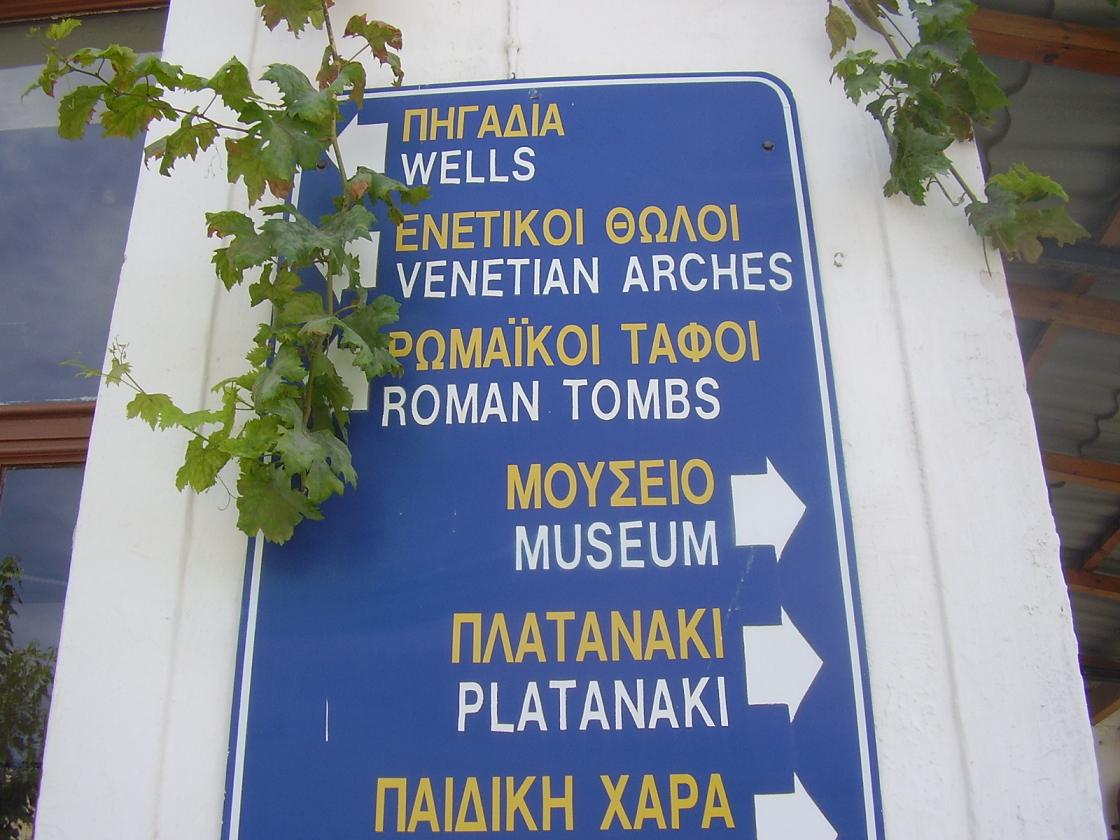 ΠΗΓΑΔΙΑ
WELLS
ΕΝΕΤΙΚΟΙ ΘΩΛΟΙ
VENETIAN ARCHES
ΡΩΜΑΪΚΟΙ ΤΑΦΟΙ
ROMAN TOMBS
ΜΟΥΣΕΙΟ
MUSEUM
ΠΛΑΤΑΝΑΚΙ
PLATANAKI
ΠΑΙΔΙΚΗ ΧΑΡΑ